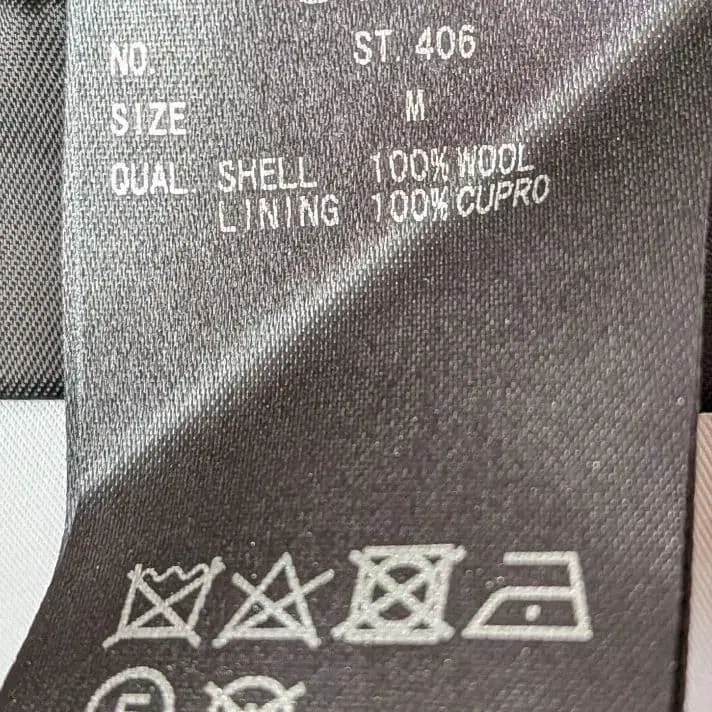 NO. ST. 406
SIZE M
QUAL SHELL 100% WOOL
LINING 100% CUPRO